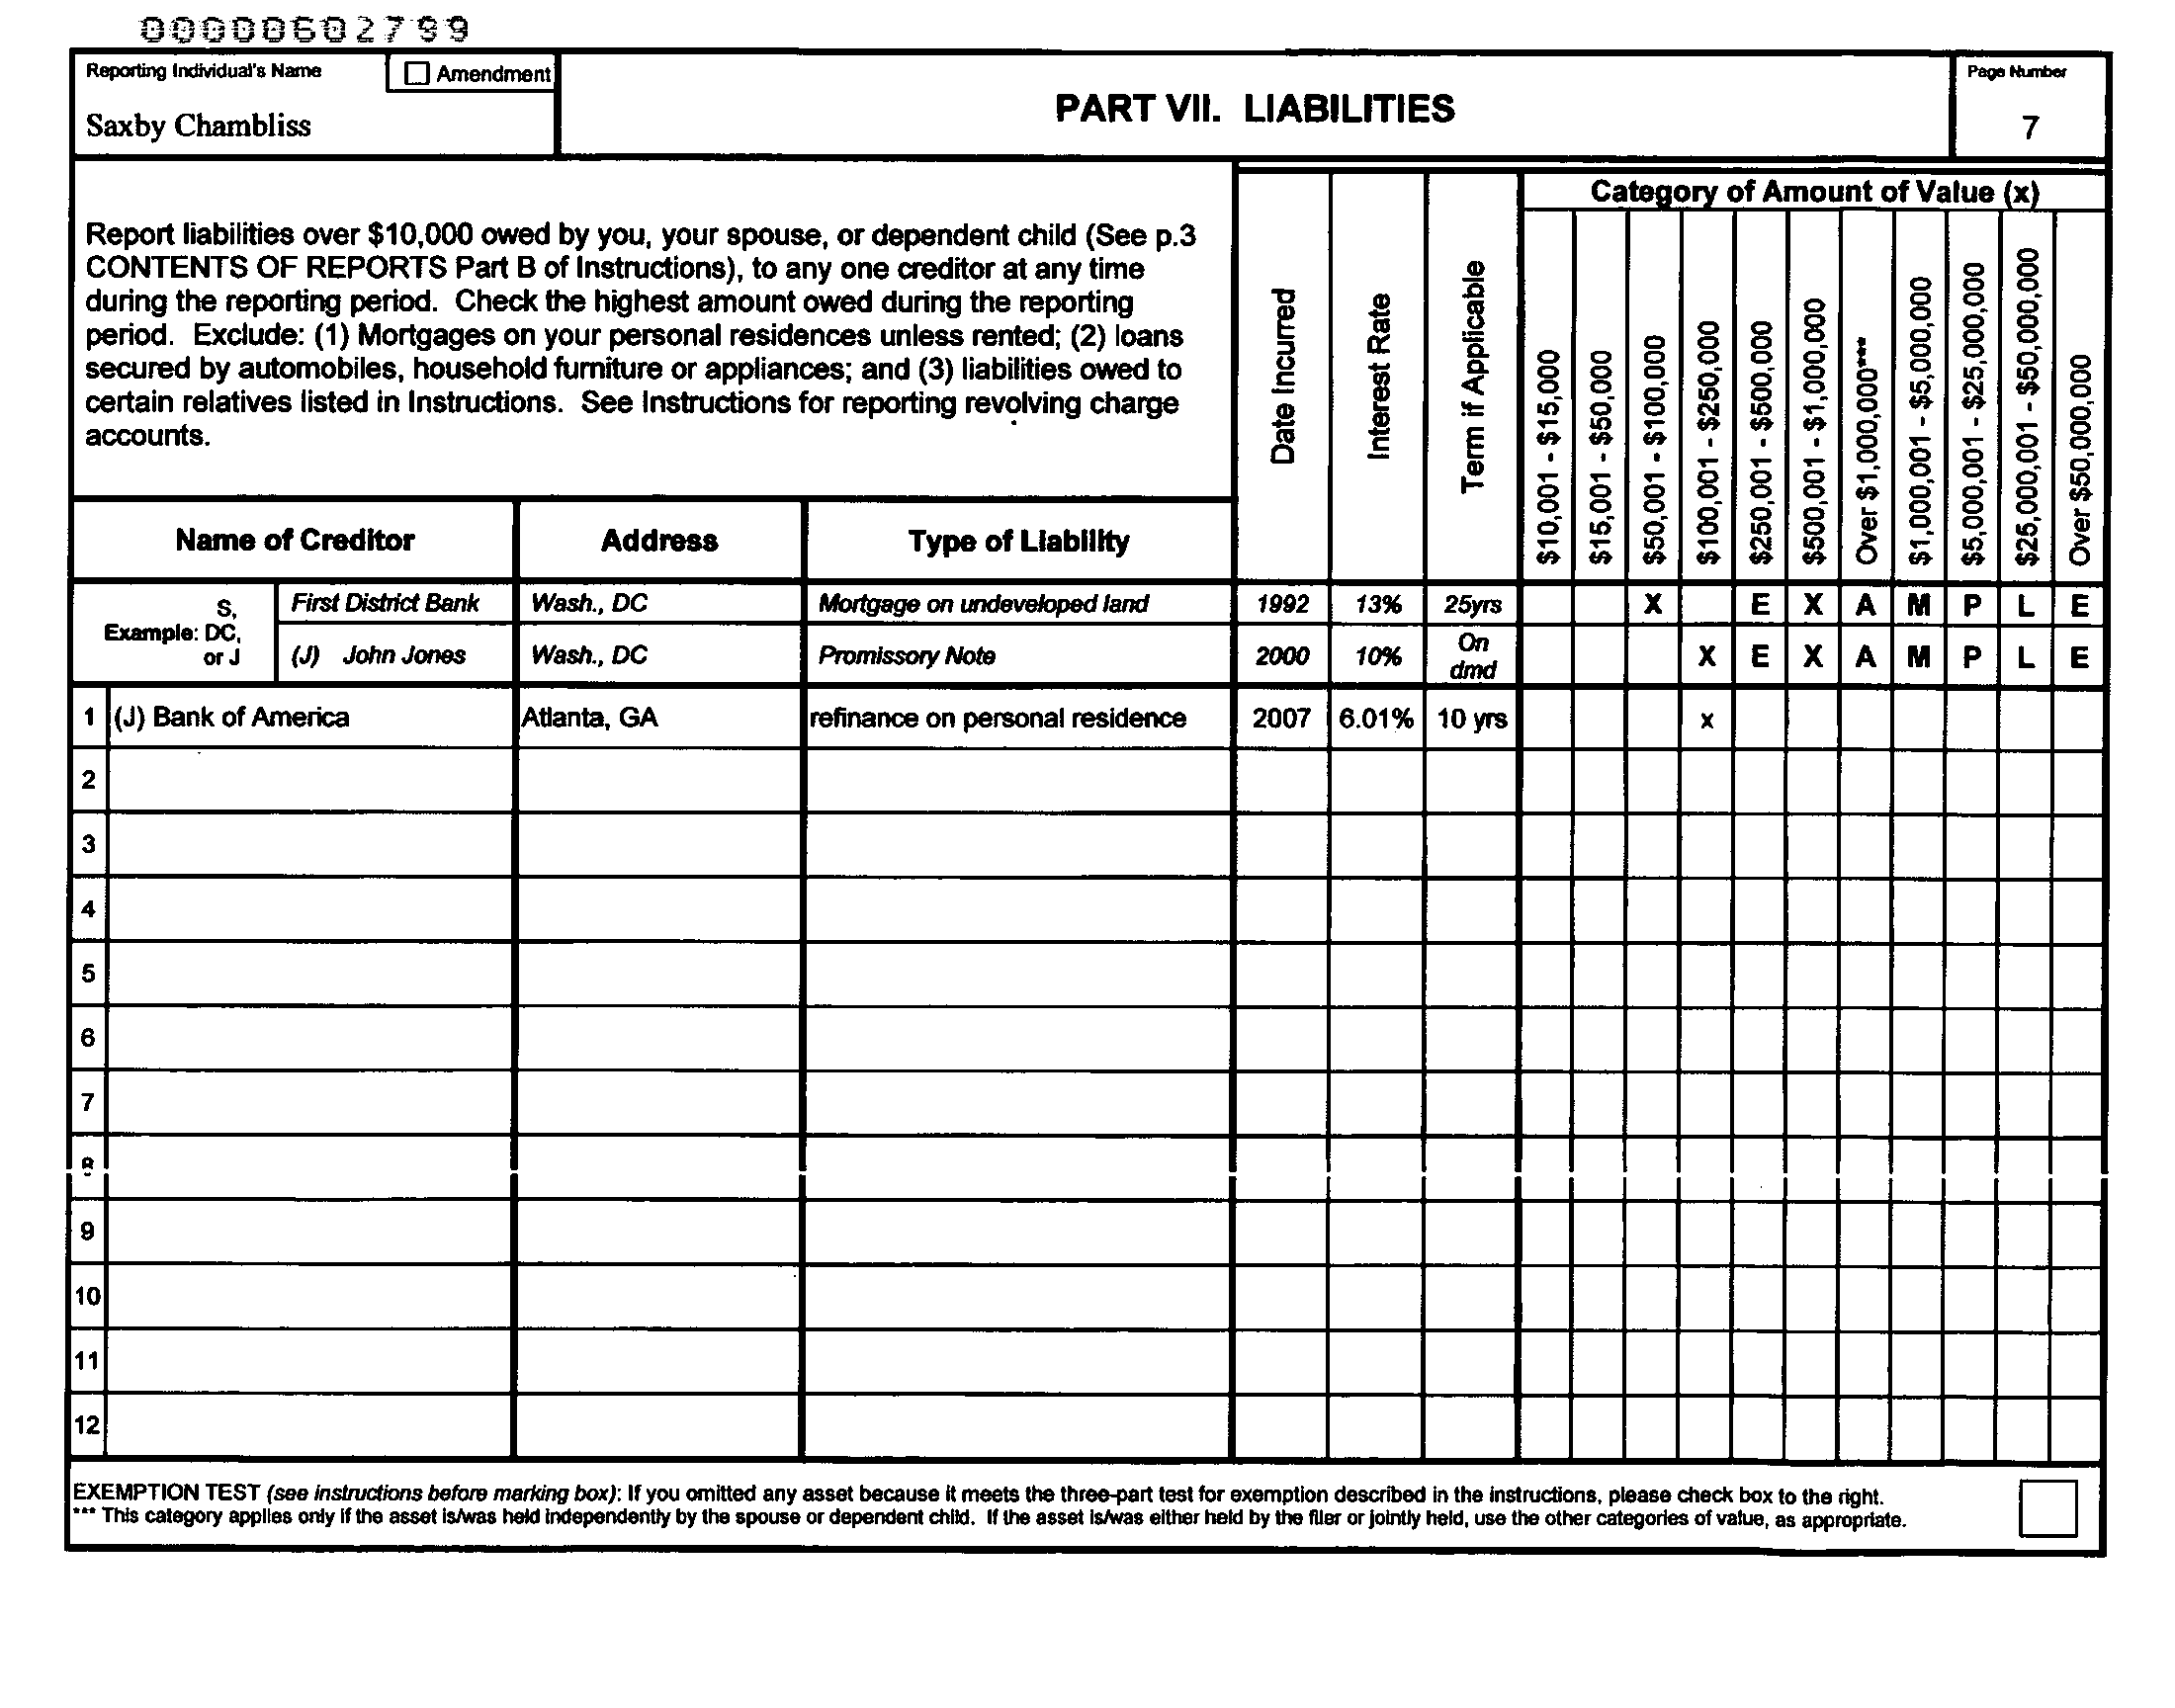 00000602799
Reporting Individual's Name
☐ Amendment
Saxby Chambliss
PART VII. LIABILITIES
Page Number
7
Report liabilities over $10,000 owed by you, your spouse, or dependent child (See p.3
CONTENTS OF REPORTS Part B of Instructions), to any one creditor at any time
during the reporting period. Check the highest amount owed during the reporting
period. Exclude: (1) Mortgages on your personal residences unless rented; (2) loans
secured by automobiles, household furniture or appliances; and (3) liabilities owed to
certain relatives listed in Instructions. See Instructions for reporting revolving charge
accounts.
Date Incurred
Interest Rate
Term if Applicable
Category of Amount of Value (x)
$10,001 - $15,000
$15,001 - $50,000
$50,001 - $100,000
$100,001 - $250,000
$250,001 - $500,000
$500,001 - $1,000,000
Over $1,000,000***
$1,000,001 - $5,000,000
$5,000,001 - $25,000,000
$25,000,001 - $50,000,000
Over $50,000,000
Name of Creditor Address Type of Liability
Example: S, DC, or J
First District Bank Wash., DC Mortgage on undeveloped land 1992 13% 25yrs X E X A M P L E
(J) John Jones Wash., DC Promissory Note 2000 10% On dmd X E X A M P L E
1 (J) Bank of America Atlanta, GA refinance on personal residence 2007 6.01% 10 yrs x
2
3
4
5
6
7
8
9
10
11
12
EXEMPTION TEST (see instructions before marking box): If you omitted any asset because it meets the three-part test for exemption described in the instructions, please check box to the right.
*** This category applies only if the asset is/was held independently by the spouse or dependent child. If the asset is/was either held by the filer or jointly held, use the other categories of value, as appropriate.